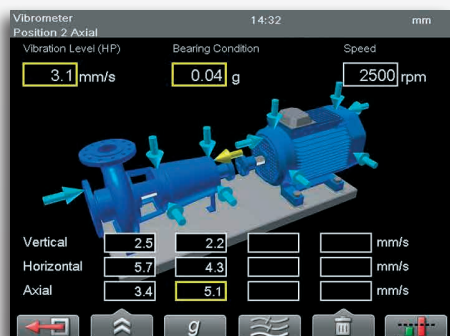 Vibrometer 14:32 mm
Position 2 Axial
Vibration Level (HP) Bearing Condition Speed
3.1 mm/s 0.04 g 2500 rpm
Vertical 2.5 2.2 mm/s
Horizontal 5.7 4.3
Axial 3.4 5.1 mm/s
g